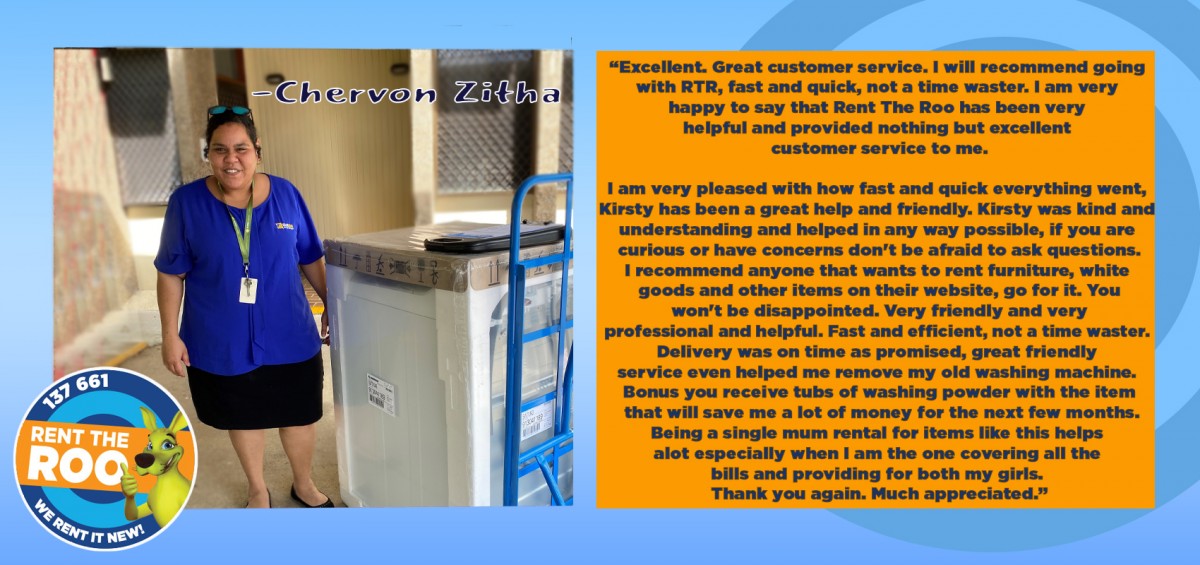 -Chervon Zitha
137 661
RENT THE
ROO
WE RENT IT NEW!
“Excellent. Great customer service. I will recommend going
with RTR, fast and quick, not a time waster. I am very
happy to say that Rent The Roo has been very
helpful and provided nothing but excellent
customer service to me.
I am very pleased with how fast and quick everything went,
Kirsty has been a great help and friendly. Kirsty was kind and
understanding and helped in any way possible, if you are
curious or have concerns don't be afraid to ask questions.
I recommend anyone that wants to rent furniture, white
goods and other items on their website, go for it. You
won't be disappointed. Very friendly and very
professional and helpful. Fast and efficient, not a time waster.
Delivery was on time as promised, great friendly
service even helped me remove my old washing machine.
Bonus you receive tubs of washing powder with the item
that will save me a lot of money for the next few months.
Being a single mum rental for items like this helps
alot especially when I am the one covering all the
bills and providing for both my girls.
Thank you again. Much appreciated.”